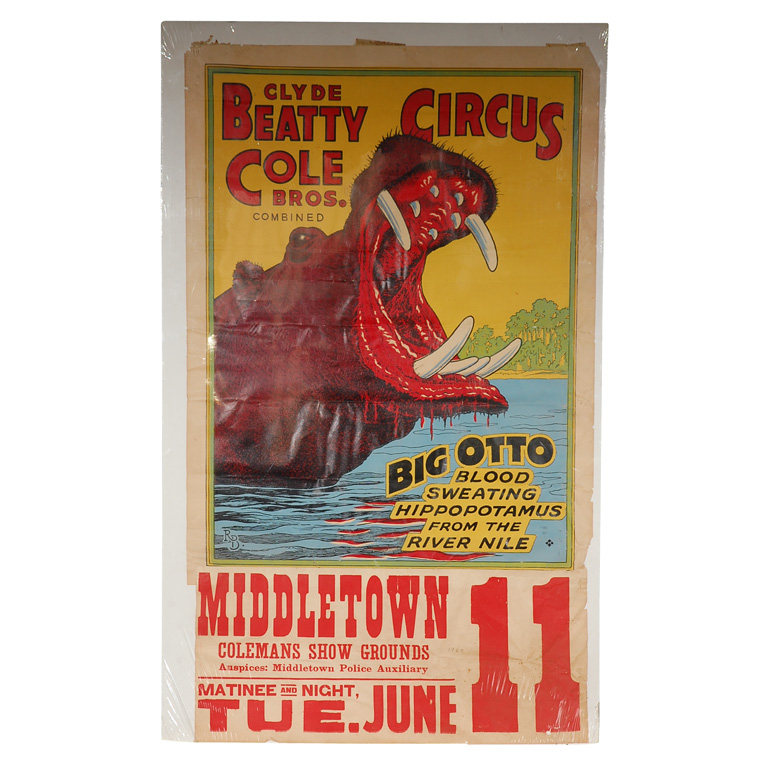 CLYDE
BEATTY CIRCUS
COLE
BROS.
COMBINED
BIG OTTO
BLOOD
SWEATING
HIPPOPOTAMUS
FROM THE
RIVER NILE
RB
MIDDLETOWN
COLEMANS SHOW GROUNDS
Auspices: Middletown Police Auxiliary
MATINEE AND NIGHT,
TUE. JUNE 11